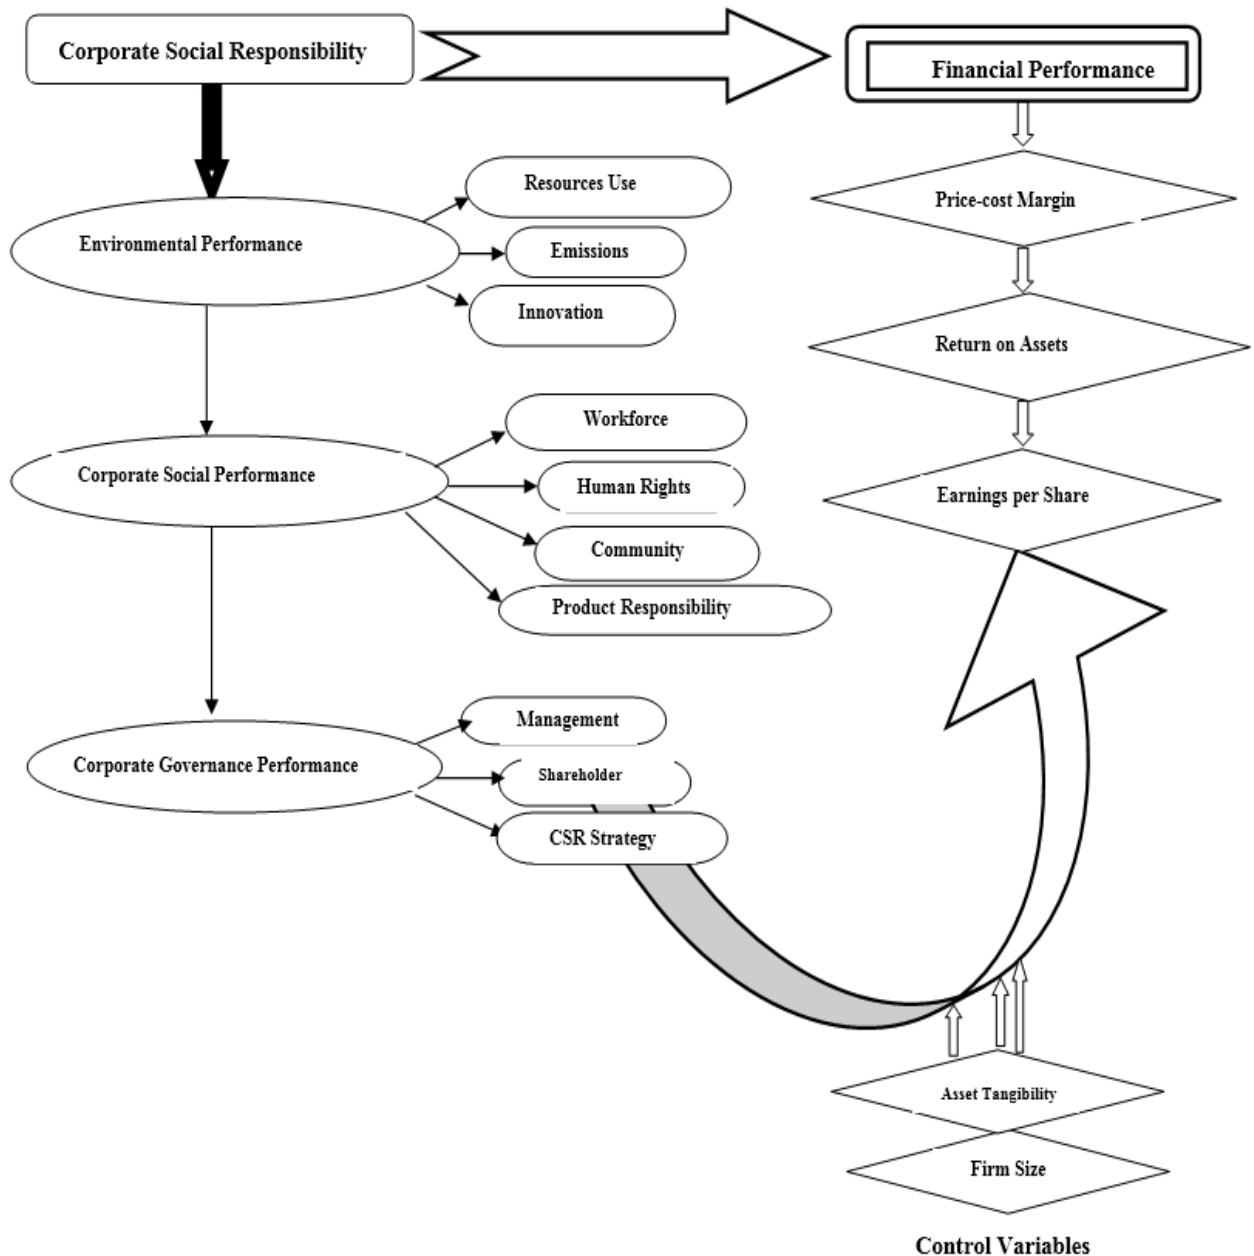 Corporate Social Responsibility
Financial Performance
Resources Use
Price-cost Margin
Environmental Performance
Emissions
Innovation
Return on Assets
Workforce
Corporate Social Performance
Human Rights
Earnings per Share
Community
Product Responsibility
Management
Corporate Governance Performance
Shareholder
CSR Strategy
Asset Tangibility
Firm Size
Control Variables